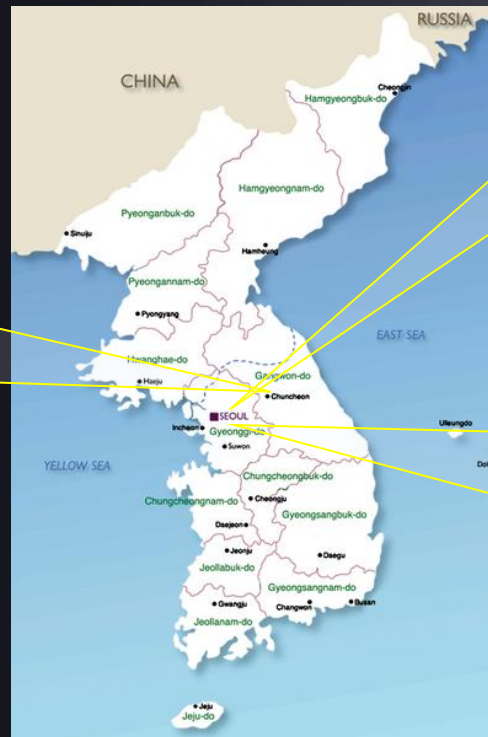 RUSSIA
CHINA
Cheongjin
Hamgyeongbuk-do
Hamgyeongnam-do
Pyeonganbuk-do
Sinuiju
Hamheung
Pyeongannam-do
Pyongyang
EAST SEA
Hwanghae-do
Gangwon-do
Haeju
Chuncheon
SEOUL
Ulleungdo
Incheon
Gyeonggi-do
Suwon
YELLOW SEA
Chungcheongbuk-do
Chungcheongnam-do
Cheongju
Gyeongsangbuk-do
Daejeon
Jeonju
Daegu
Jeollabuk-do
Gyeongsangnam-do
Gwangju
Changwon
Busan
Jeollanam-do
Jeju
Jeju-do